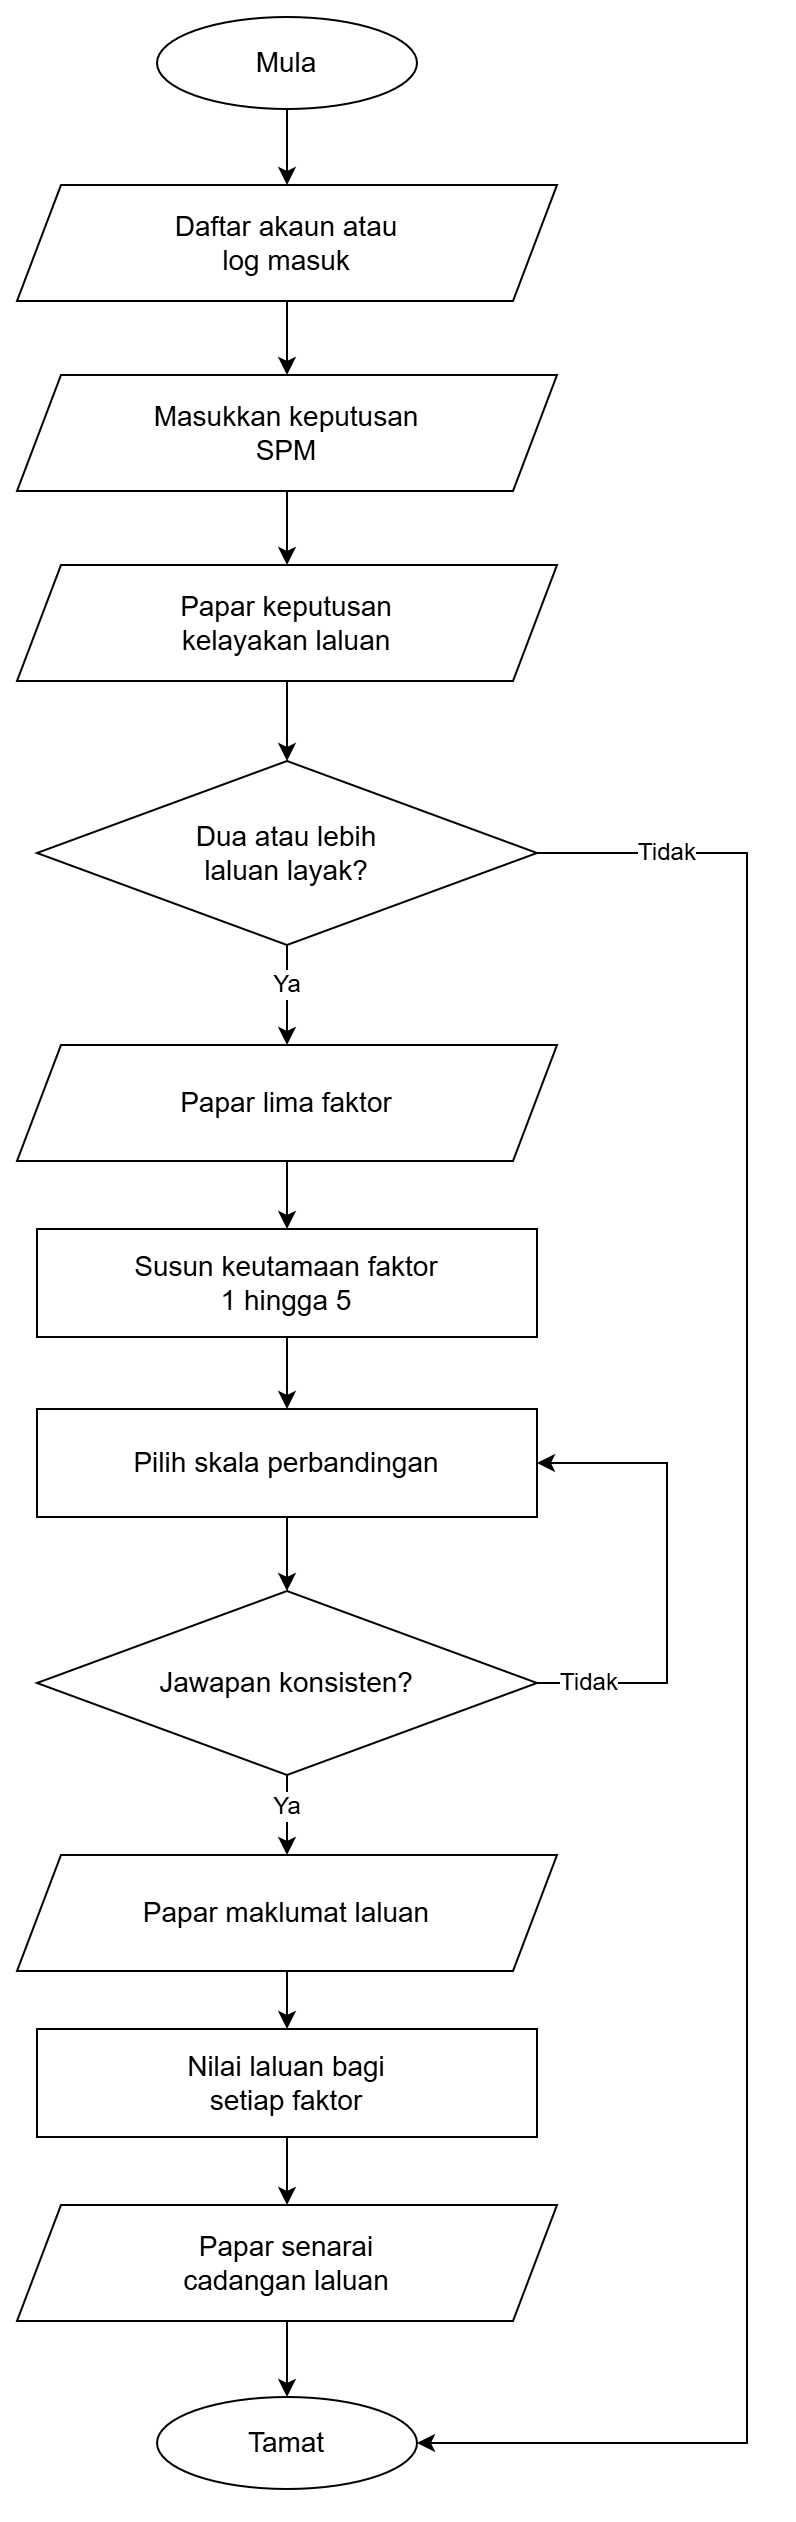 Mula
Daftar akaun atau
log masuk
Masukkan keputusan
SPM
Papar keputusan
kelayakan laluan
Dua atau lebih
laluan layak?
Tidak
Ya
Papar lima faktor
Susun keutamaan faktor
1 hingga 5
Pilih skala perbandingan
Jawapan konsisten?
Tidak
Ya
Papar maklumat laluan
Nilai laluan bagi
setiap faktor
Papar senarai
cadangan laluan
Tamat